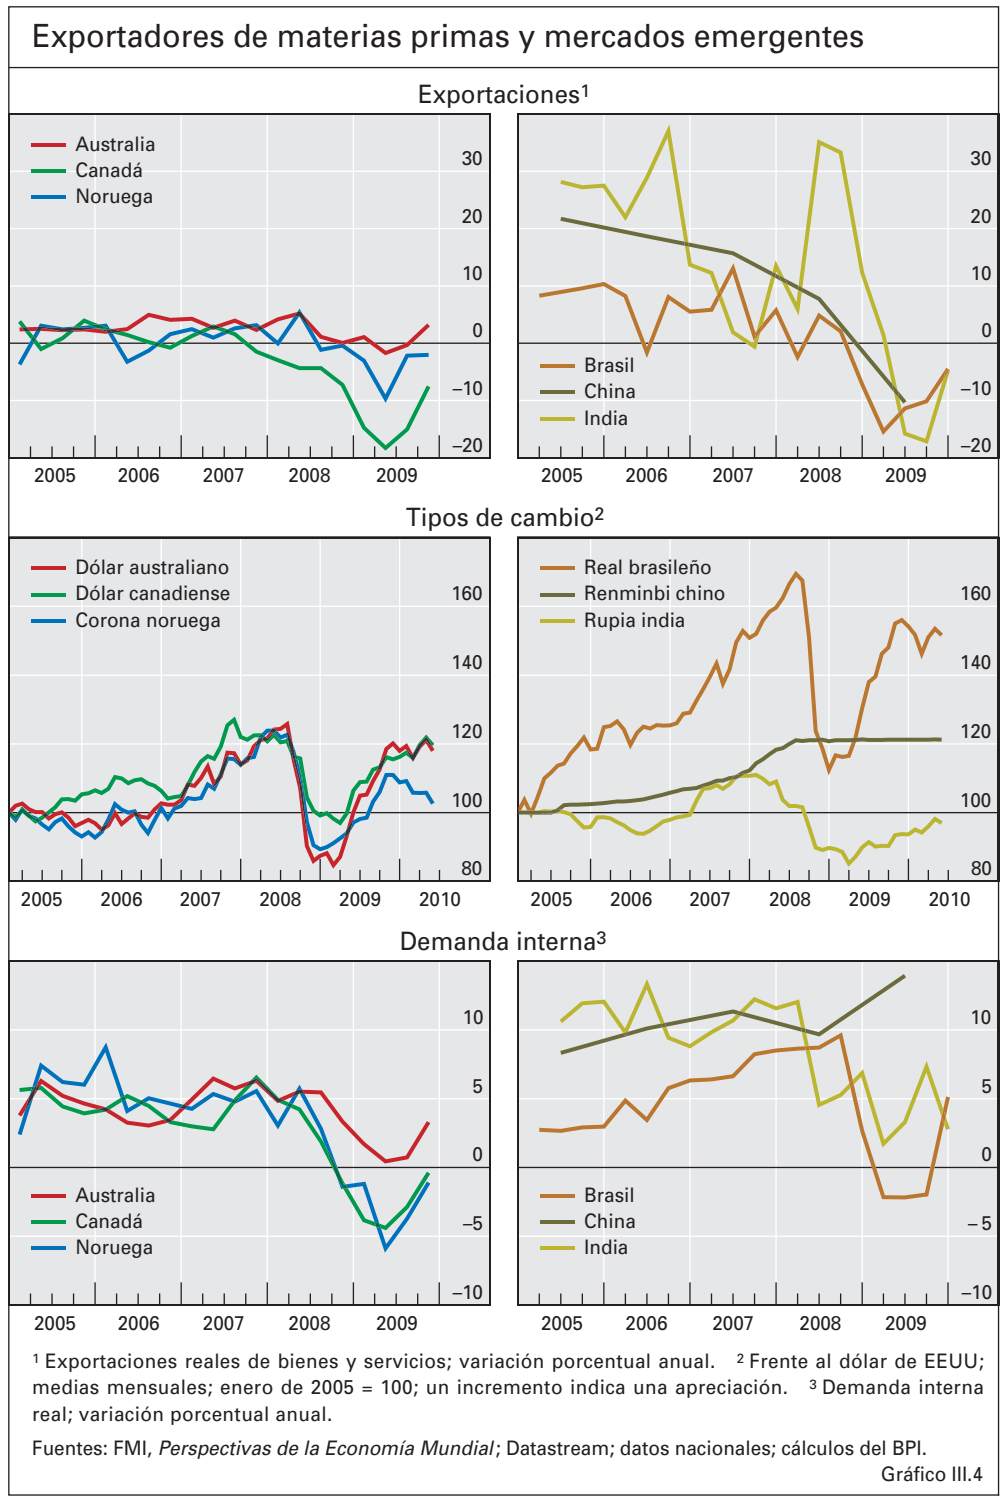 Exportadores de materias primas y mercados emergentes
Exportaciones¹
Australia
Canadá
Noruega
30
20
10
0
–10
–20
2005 2006 2007 2008 2009
Brasil
China
India
30
20
10
0
–10
–20
2005 2006 2007 2008 2009
Tipos de cambio²
Dólar australiano
Dólar canadiense
Corona noruega
160
140
120
100
80
2005 2006 2007 2008 2009 2010
Real brasileño
Renminbi chino
Rupia india
160
140
120
100
80
2005 2006 2007 2008 2009 2010
Demanda interna³
10
5
0
Australia
Canadá
Noruega
–5
–10
2005 2006 2007 2008 2009
10
5
0
Brasil
China
India
–5
–10
2005 2006 2007 2008 2009
¹ Exportaciones reales de bienes y servicios; variación porcentual anual. ² Frente al dólar de EEUU;
medias mensuales; enero de 2005 = 100; un incremento indica una apreciación. ³ Demanda interna
real; variación porcentual anual.
Fuentes: FMI, Perspectivas de la Economía Mundial; Datastream; datos nacionales; cálculos del BPI.
Gráfico III.4